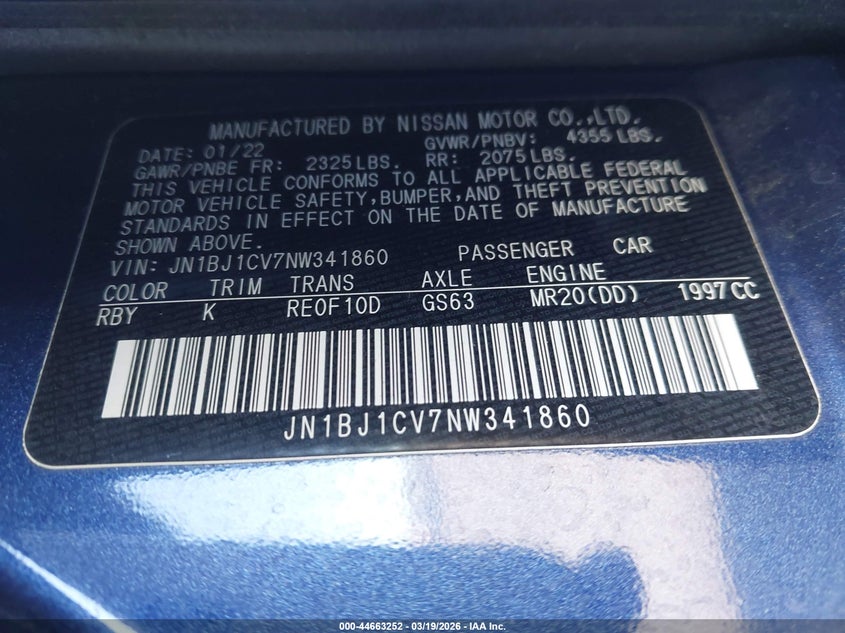 MANUFACTURED BY NISSAN MOTOR CO.,LTD.
DATE: 01/22 GVWR/PNBV: 4355 LBS.
GAWR/PNBE FR: 2325 LBS. RR: 2075 LBS.
THIS VEHICLE CONFORMS TO ALL APPLICABLE FEDERAL
MOTOR VEHICLE SAFETY, BUMPER, AND THEFT PREVENTION
STANDARDS IN EFFECT ON THE DATE OF MANUFACTURE
SHOWN ABOVE.
VIN: JN1BJ1CV7NW341860 PASSENGER CAR
COLOR TRIM TRANS AXLE ENGINE
RBY K RE0F10D GS63 MR20(DD) 1997 CC
JN1BJ1CV7NW341860
000-44663252 — 03/19/2026 — IAA Inc.